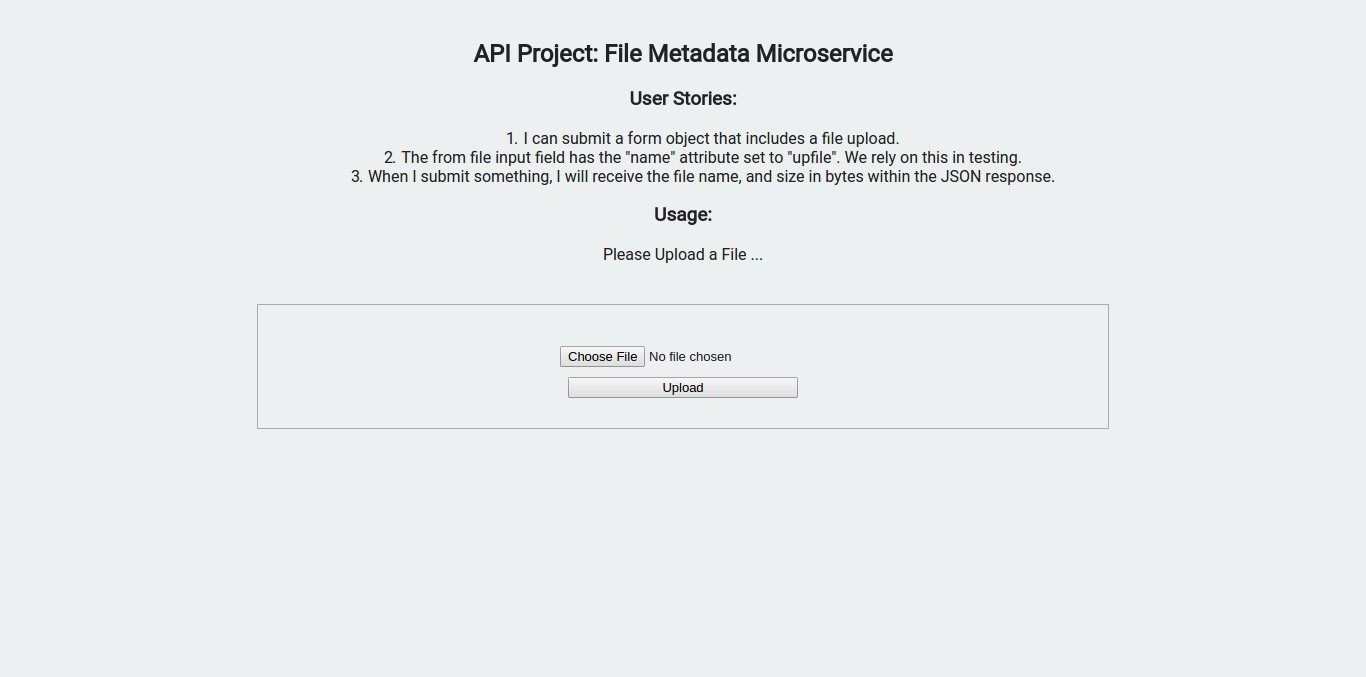 API Project: File Metadata Microservice
User Stories:
1. I can submit a form object that includes a file upload.
2. The from file input field has the "name" attribute set to "upfile". We rely on this in testing.
3. When I submit something, I will receive the file name, and size in bytes within the JSON response.
Usage:
Please Upload a File ...
Choose File No file chosen
Upload